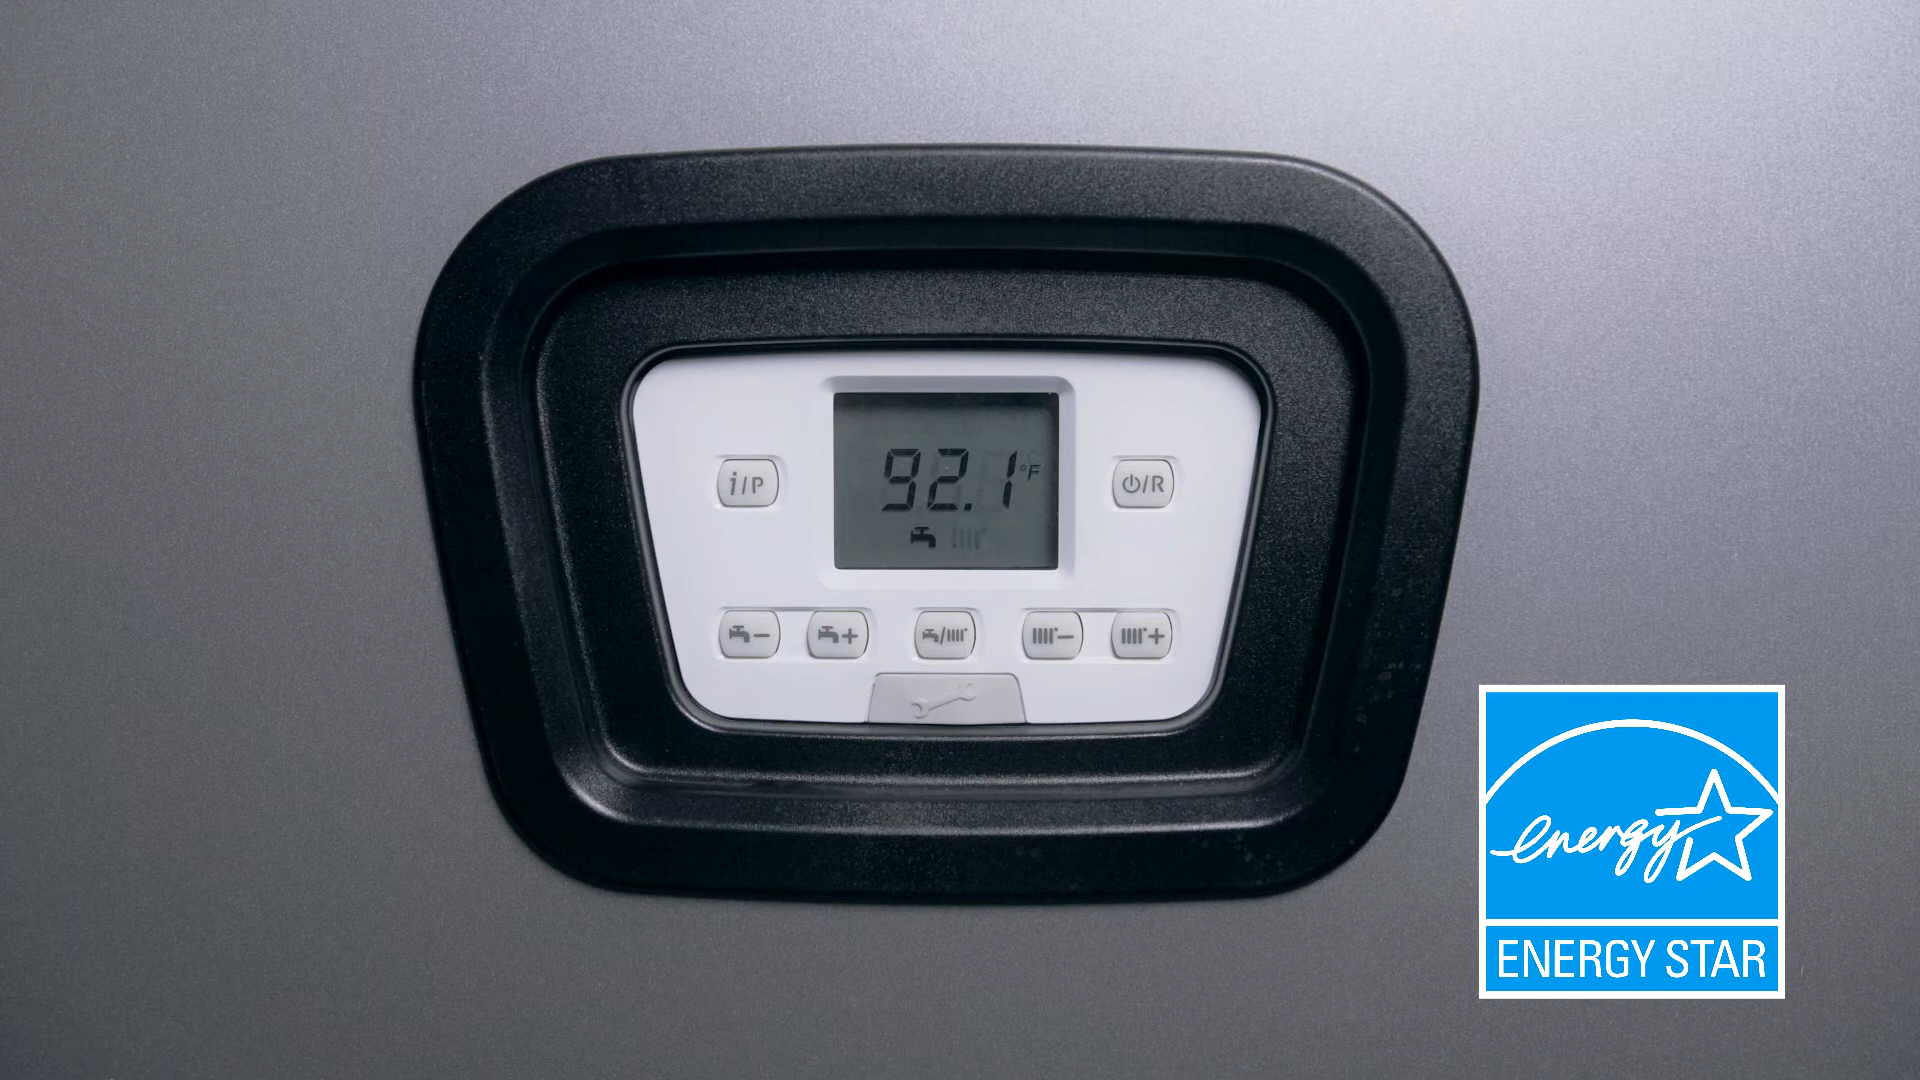 92.1°F
i/P
⏻/R
−
+
/
−
+
energy
ENERGY STAR